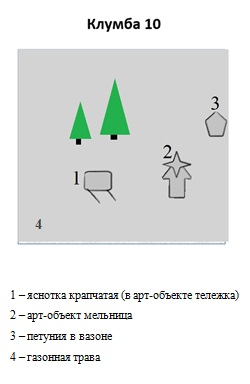 Клумба 10
3
2
1
4
1 – яснотка крапчатая (в арт-объекте тележка)
2 – арт-объект мельница
3 – петуния в вазоне
4 – газонная трава